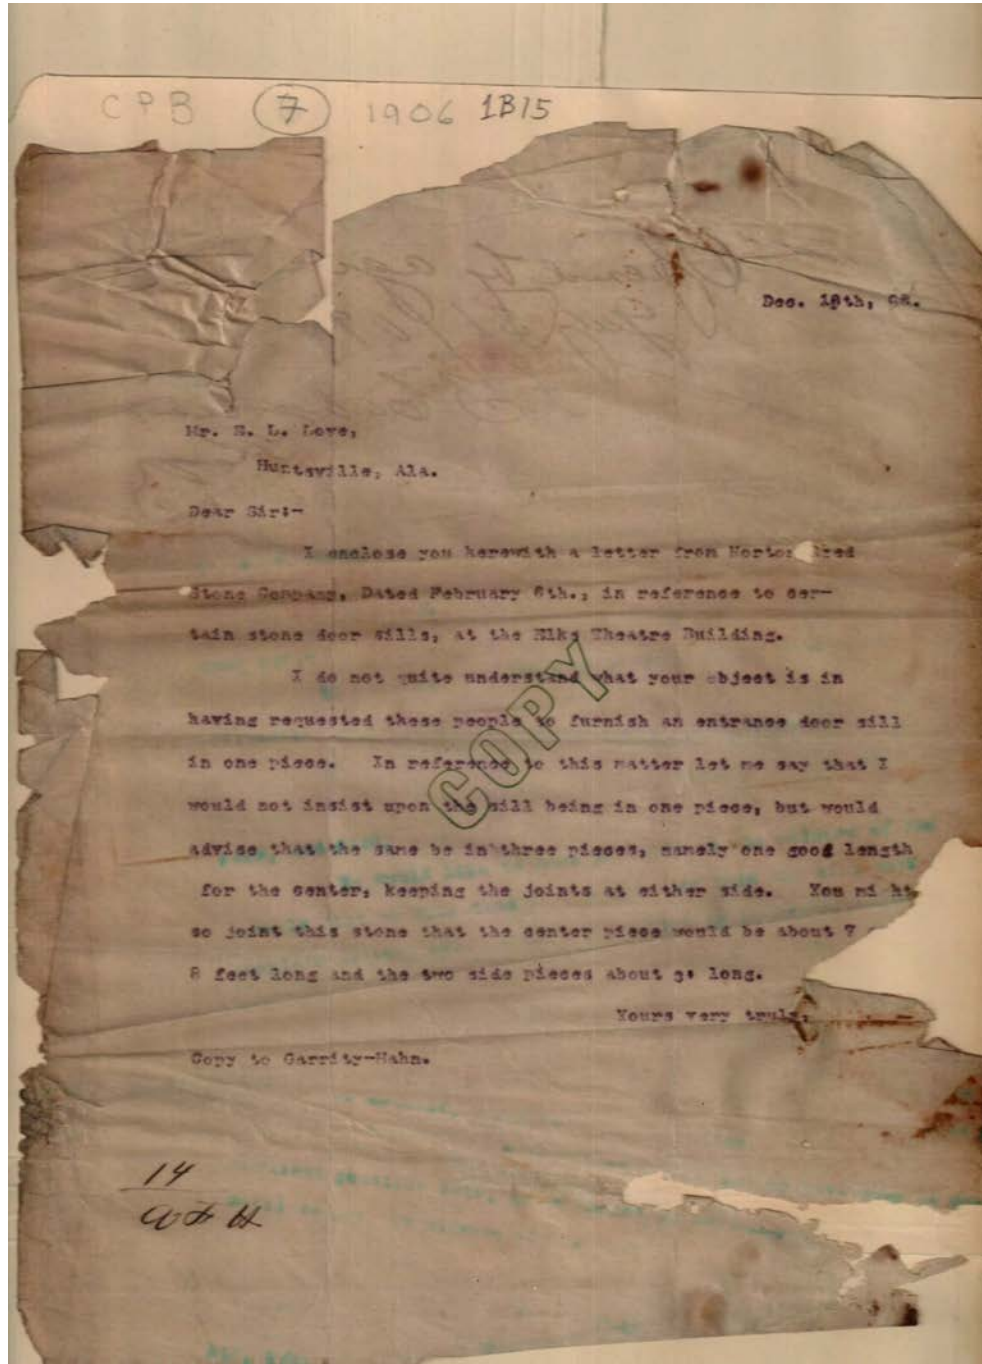 CPB 7 1906 1B15
Dec. 18th, 06.
Mr. E. L. Love,
Huntsville, Ala.
Dear Sir:-
I enclose you herewith a letter from
Stone Company, Dated February 6th., in reference to cer-
tain stone door sills, at the Elks Theatre Building.
I do not quite understand what your object is in
having requested these people to furnish an entrance door sill
in one piece. In reference to this matter let me say that I
would not insist upon the sill being in one piece, but would
advise that the same be in three pieces, namely one good length
for the center, keeping the joints at either side. You mi ht
so joint this stone that the center piece would be about 7
8 feet long and the two side pieces about 3' long.
Yours very truly,
Copy to Garrity-Hahn.
COPY
14